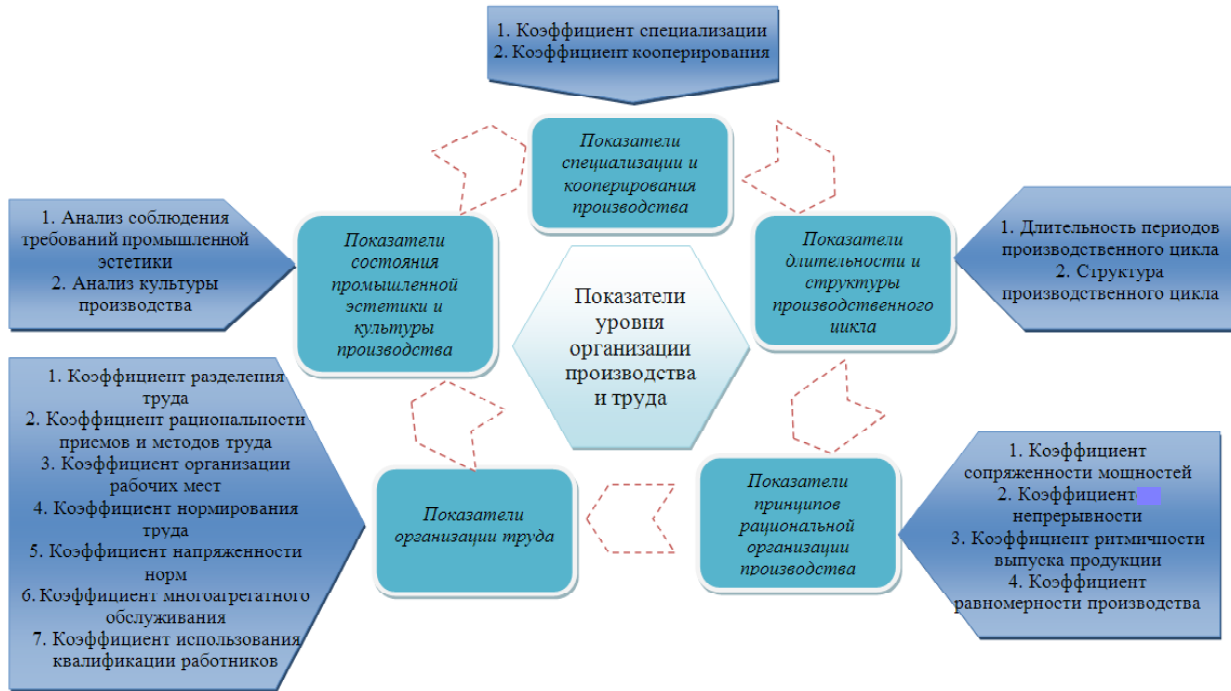 1. Коэффициент специализации
2. Коэффициент кооперирования
Показатели
специализации и
кооперирования
производства
1. Анализ соблюдения
требований промышленной
эстетики
2. Анализ культуры
производства
Показатели
состояния
промышленной
эстетики и
культуры
производства
Показатели
уровня
организации
производства
и труда
Показатели
длительности и
структуры
производственного
цикла
1. Длительность периодов
производственного цикла
2. Структура
производственного цикла
1. Коэффициент разделения
труда
2. Коэффициент рациональности
приемов и методов труда
3. Коэффициент организации
рабочих мест
4. Коэффициент нормирования
труда
5. Коэффициент напряженности
норм
6. Коэффициент многоагрегатного
обслуживания
7. Коэффициент использования
квалификации работников
Показатели
организации труда
Показатели
принципов
рациональной
организации
производства
1. Коэффициент
сопряженности мощностей
2. Коэффициент
непрерывности
3. Коэффициент ритмичности
выпуска продукции
4. Коэффициент
равномерности производства